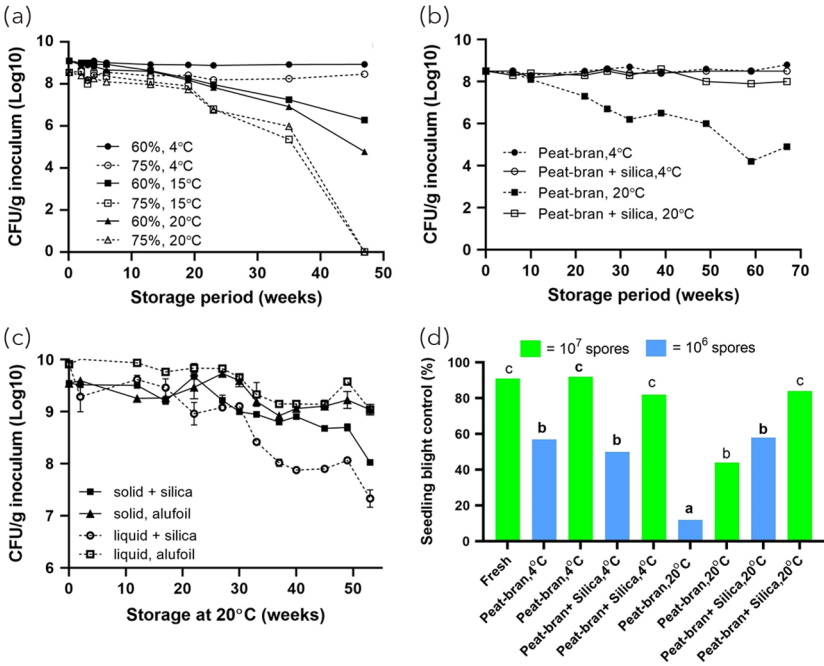 (a)
CFU/g inoculum (Log10)
10
8
6
4
2
0
60%, 4°C
75%, 4°C
60%, 15°C
75%, 15°C
60%, 20°C
75%, 20°C
0 10 20 30 40 50
Storage period (weeks)
(b)
CFU/g inoculum (Log10)
10
8
6
4
2
0
Peat-bran,4°C
Peat-bran + silica,4°C
Peat-bran, 20°C
Peat-bran + silica, 20°C
0 10 20 30 40 50 60 70
Storage period (weeks)
(c)
CFU/g inoculum (Log10)
10
9
8
7
6
solid + silica
solid, alufoil
liquid + silica
liquid, alufoil
0 10 20 30 40 50
Storage at 20°C (weeks)
(d)
= 10⁷ spores = 10⁶ spores
Seedling blight control (%)
100
80
60
40
20
0
c b c b c a b b c
Fresh
Peat-bran,4°C
Peat-bran,4°C
Peat-bran+ Silica,4°C
Peat-bran+ Silica,4°C
Peat-bran,20°C
Peat-bran,20°C
Peat-bran+ Silica,20°C
Peat-bran+ Silica,20°C